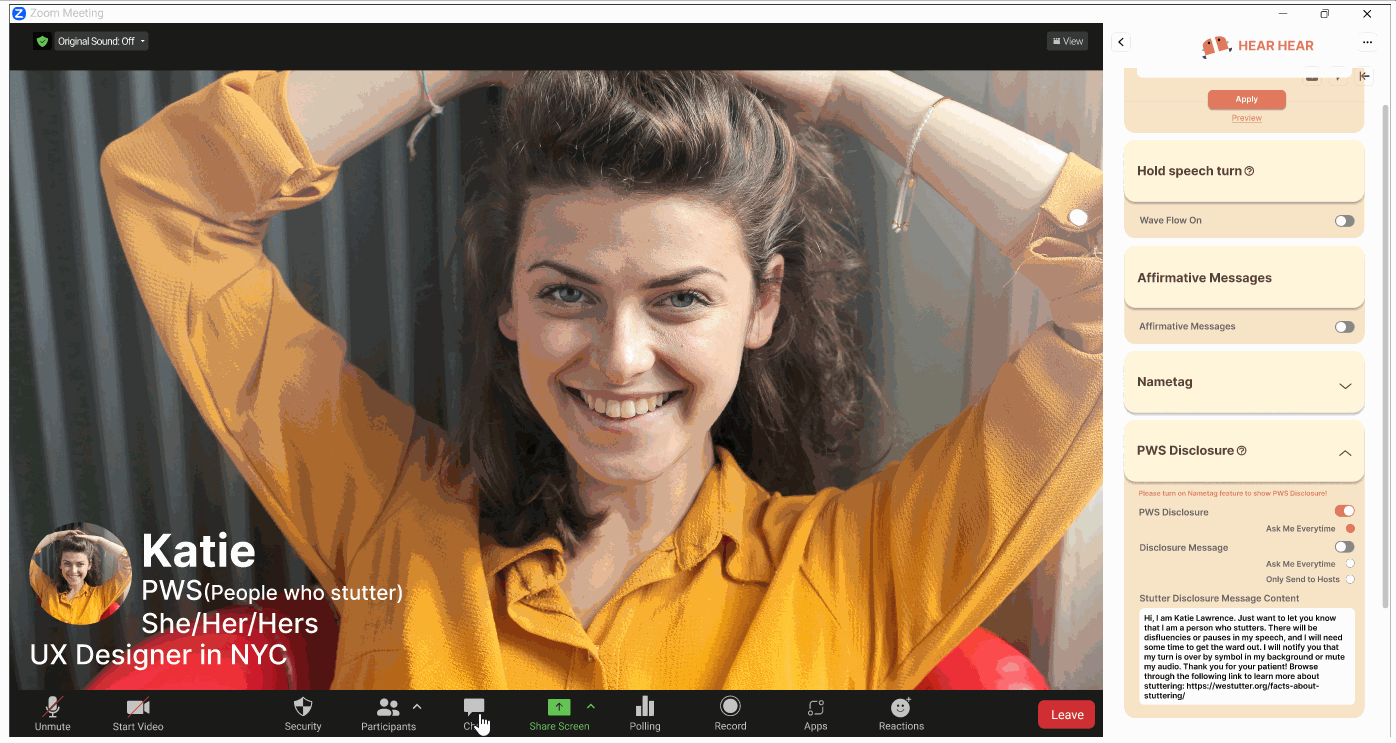 Zoom Meeting
Original Sound: Off
View
HEAR HEAR
Apply
Preview
Hold speech turn
Wave Flow On
Affirmative Messages
Affirmative Messages
Nametag
PWS Disclosure
Please turn on Nametag feature to show PWS Disclosure!
PWS Disclosure
Ask Me Everytime
Disclosure Message
Ask Me Everytime
Only Send to Hosts
Stutter Disclosure Message Content
Hi, I am Katie Lawrence. Just want to let you know
that I am a person who stutters. There will be
disfluencies or pauses in my speech, and I will need
some time to get the ward out. I will notify you that
my turn is over by symbol in my background or mute
my audio. Thank you for your patient! Browse
through the following link to learn more about
stuttering: https://westutter.org/facts-about-
stuttering/
Katie
PWS(People who stutter)
She/Her/Hers
UX Designer in NYC
Unmute
Start Video
Security
Participants
Share Screen
Polling
Record
Apps
Reactions
Leave